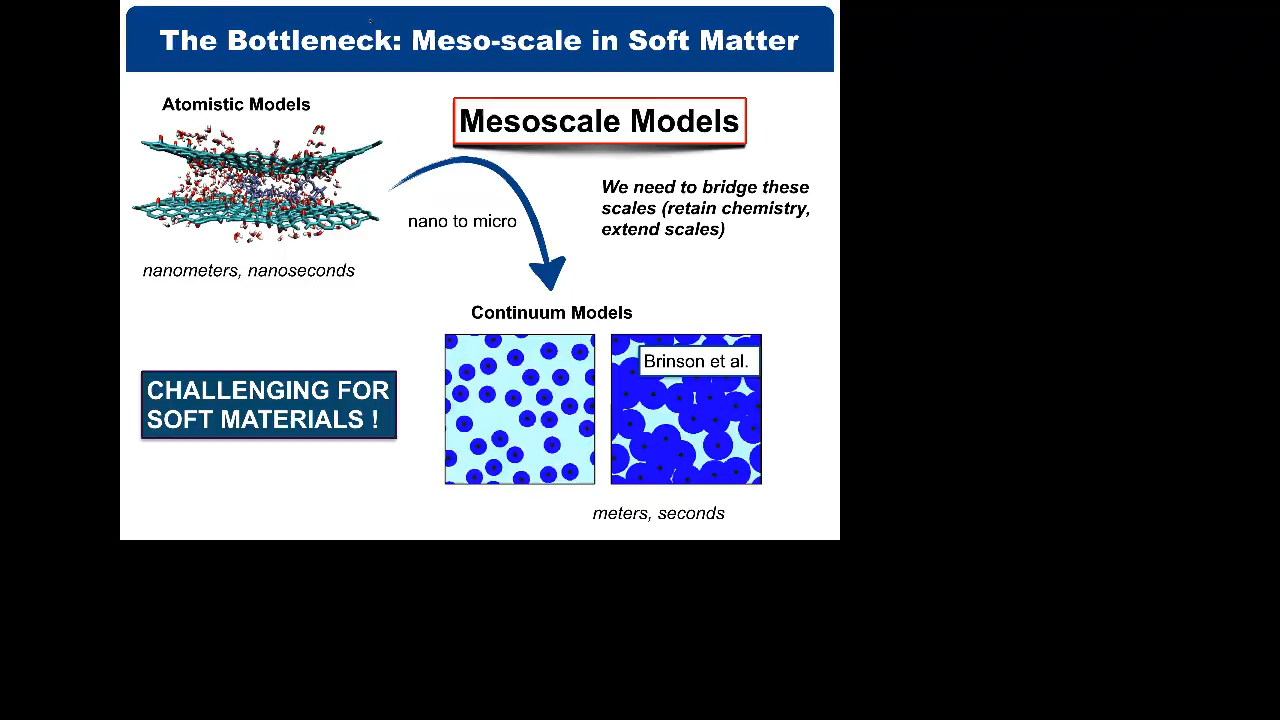 The Bottleneck: Meso-scale in Soft Matter
Atomistic Models
Mesoscale Models
We need to bridge these
scales (retain chemistry,
extend scales)
nano to micro
nanometers, nanoseconds
Continuum Models
Brinson et al.
CHALLENGING FOR
SOFT MATERIALS !
meters, seconds